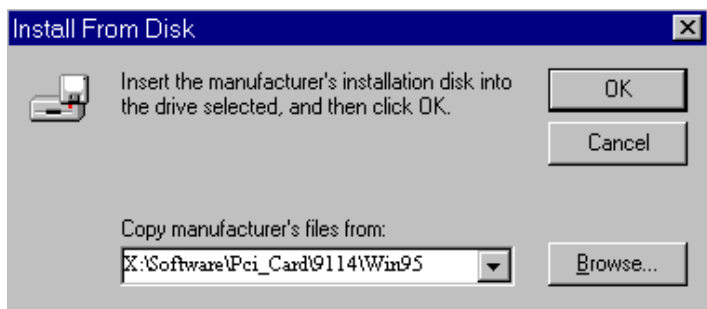 Install From Disk
Insert the manufacturer's installation disk into
the drive selected, and then click OK.
OK
Cancel
Copy manufacturer's files from:
X:\Software\Pci_Card\9114\Win95
Browse...